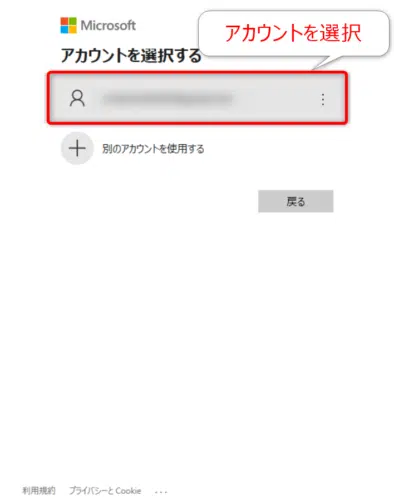 Microsoft
アカウントを選択
アカウントを選択する
別のアカウントを使用する
戻る
利用規約 プライバシーと Cookie ...